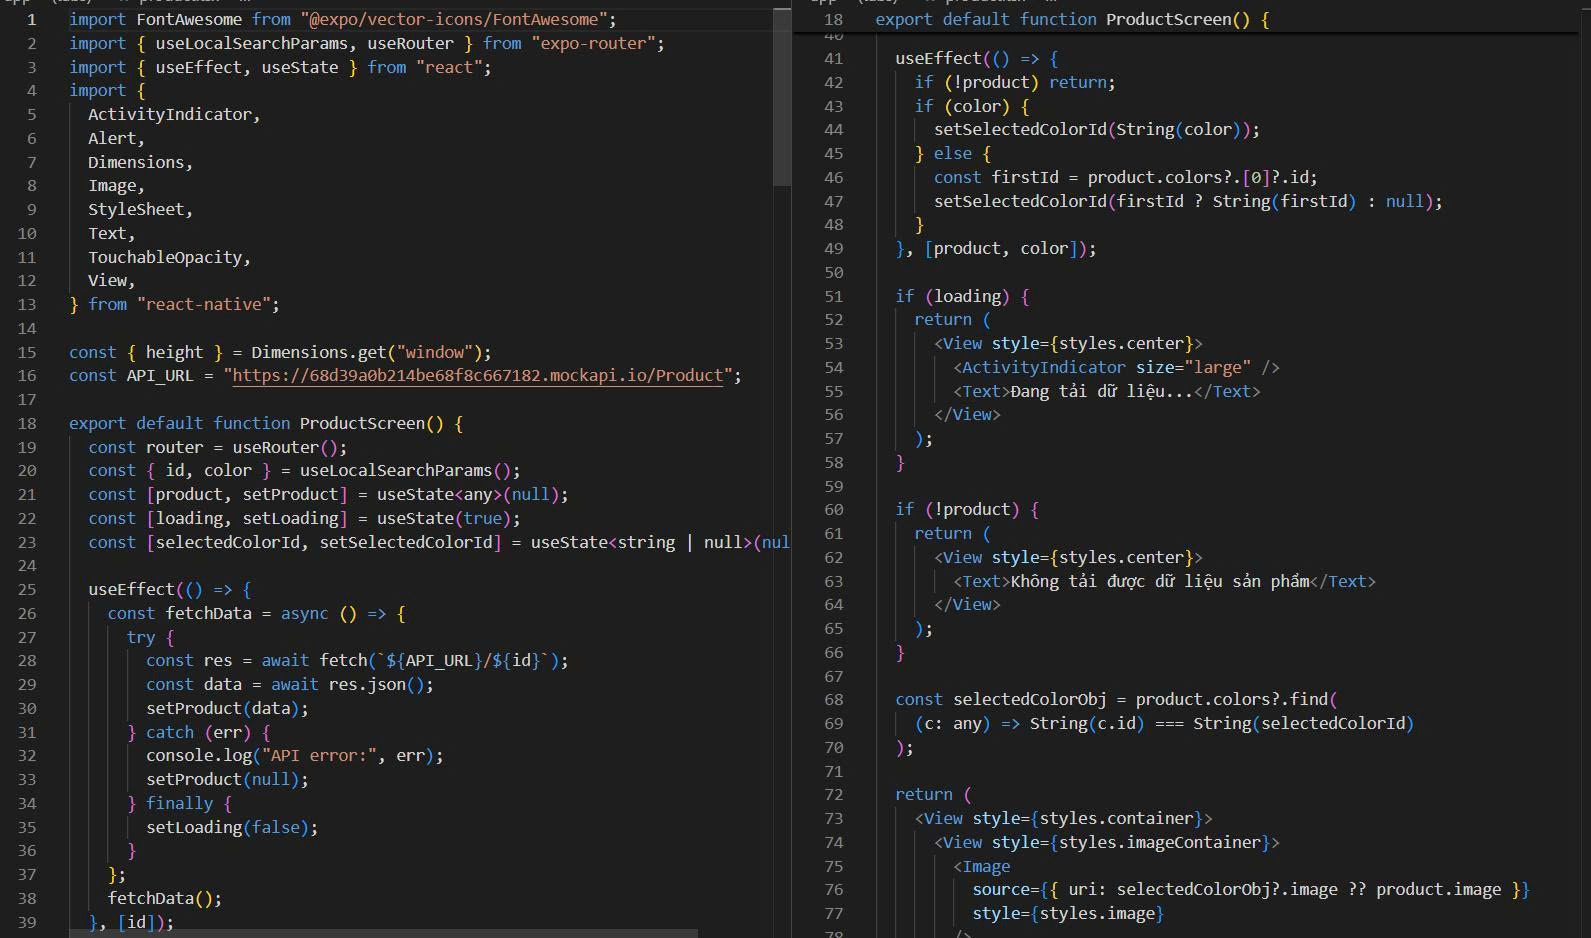 1 import FontAwesome from "@expo/vector-icons/FontAwesome";
2 import { useLocalSearchParams, useRouter } from "expo-router";
3 import { useEffect, useState } from "react";
4 import {
5 ActivityIndicator,
6 Alert,
7 Dimensions,
8 Image,
9 StyleSheet,
10 Text,
11 TouchableOpacity,
12 View,
13 } from "react-native";
14
15 const { height } = Dimensions.get("window");
16 const API_URL = "https://68d39a0b214be68f8c667182.mockapi.io/Product";
17
18 export default function ProductScreen() {
19 const router = useRouter();
20 const { id, color } = useLocalSearchParams();
21 const [product, setProduct] = useState<any>(null);
22 const [loading, setLoading] = useState(true);
23 const [selectedColorId, setSelectedColorId] = useState<string | null>(nul
24
25 useEffect(() => {
26 const fetchData = async () => {
27 try {
28 const res = await fetch(`${API_URL}/${id}`);
29 const data = await res.json();
30 setProduct(data);
31 } catch (err) {
32 console.log("API error:", err);
33 setProduct(null);
34 } finally {
35 setLoading(false);
36 }
37 };
38 fetchData();
39 }, [id]);
18 export default function ProductScreen() {
40
41 useEffect(() => {
42 if (!product) return;
43 if (color) {
44 setSelectedColorId(String(color));
45 } else {
46 const firstId = product.colors?.[0]?.id;
47 setSelectedColorId(firstId ? String(firstId) : null);
48 }
49 }, [product, color]);
50
51 if (loading) {
52 return (
53 <View style={styles.center}>
54 <ActivityIndicator size="large" />
55 <Text>Đang tải dữ liệu...</Text>
56 </View>
57 );
58 }
59
60 if (!product) {
61 return (
62 <View style={styles.center}>
63 <Text>Không tải được dữ liệu sản phẩm</Text>
64 </View>
65 );
66 }
67
68 const selectedColorObj = product.colors?.find(
69 (c: any) => String(c.id) === String(selectedColorId)
70 );
71
72 return (
73 <View style={styles.container}>
74 <View style={styles.imageContainer}>
75 <Image
76 source={{ uri: selectedColorObj?.image ?? product.image }}
77 style={styles.image}
78 />